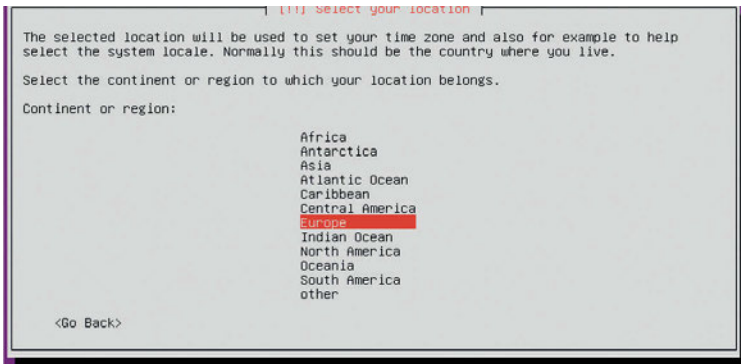 [!!] Select your location
The selected location will be used to set your time zone and also for example to help
select the system locale. Normally this should be the country where you live.
Select the continent or region to which your location belongs.
Continent or region:
Africa
Antarctica
Asia
Atlantic Ocean
Caribbean
Central America
Europe
Indian Ocean
North America
Oceania
South America
other
<Go Back>